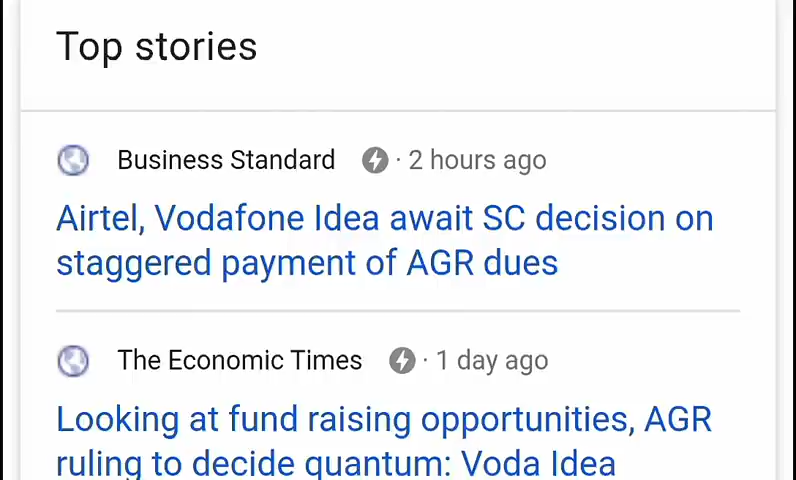 Top stories
Business Standard · 2 hours ago
Airtel, Vodafone Idea await SC decision on
staggered payment of AGR dues
The Economic Times · 1 day ago
Looking at fund raising opportunities, AGR
ruling to decide quantum: Voda Idea